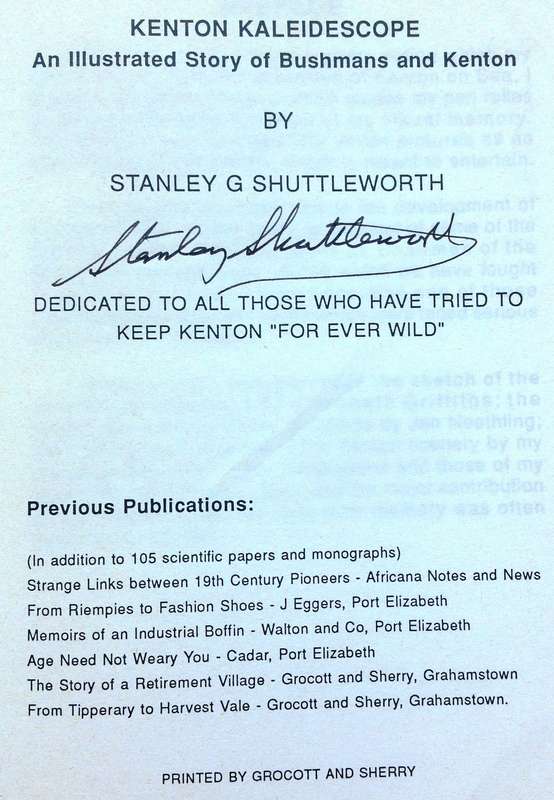 KENTON KALEIDESCOPE
An Illustrated Story of Bushmans and Kenton
BY
STANLEY G SHUTTLEWORTH
Stanley Shuttleworth
DEDICATED TO ALL THOSE WHO HAVE TRIED TO
KEEP KENTON "FOR EVER WILD"
Previous Publications:
(In addition to 105 scientific papers and monographs)
Strange Links between 19th Century Pioneers - Africana Notes and News
From Riempies to Fashion Shoes - J Eggers, Port Elizabeth
Memoirs of an Industrial Boffin - Walton and Co, Port Elizabeth
Age Need Not Weary You - Cadar, Port Elizabeth
The Story of a Retirement Village - Grocott and Sherry, Grahamstown
From Tipperary to Harvest Vale - Grocott and Sherry, Grahamstown.
PRINTED BY GROCOTT AND SHERRY